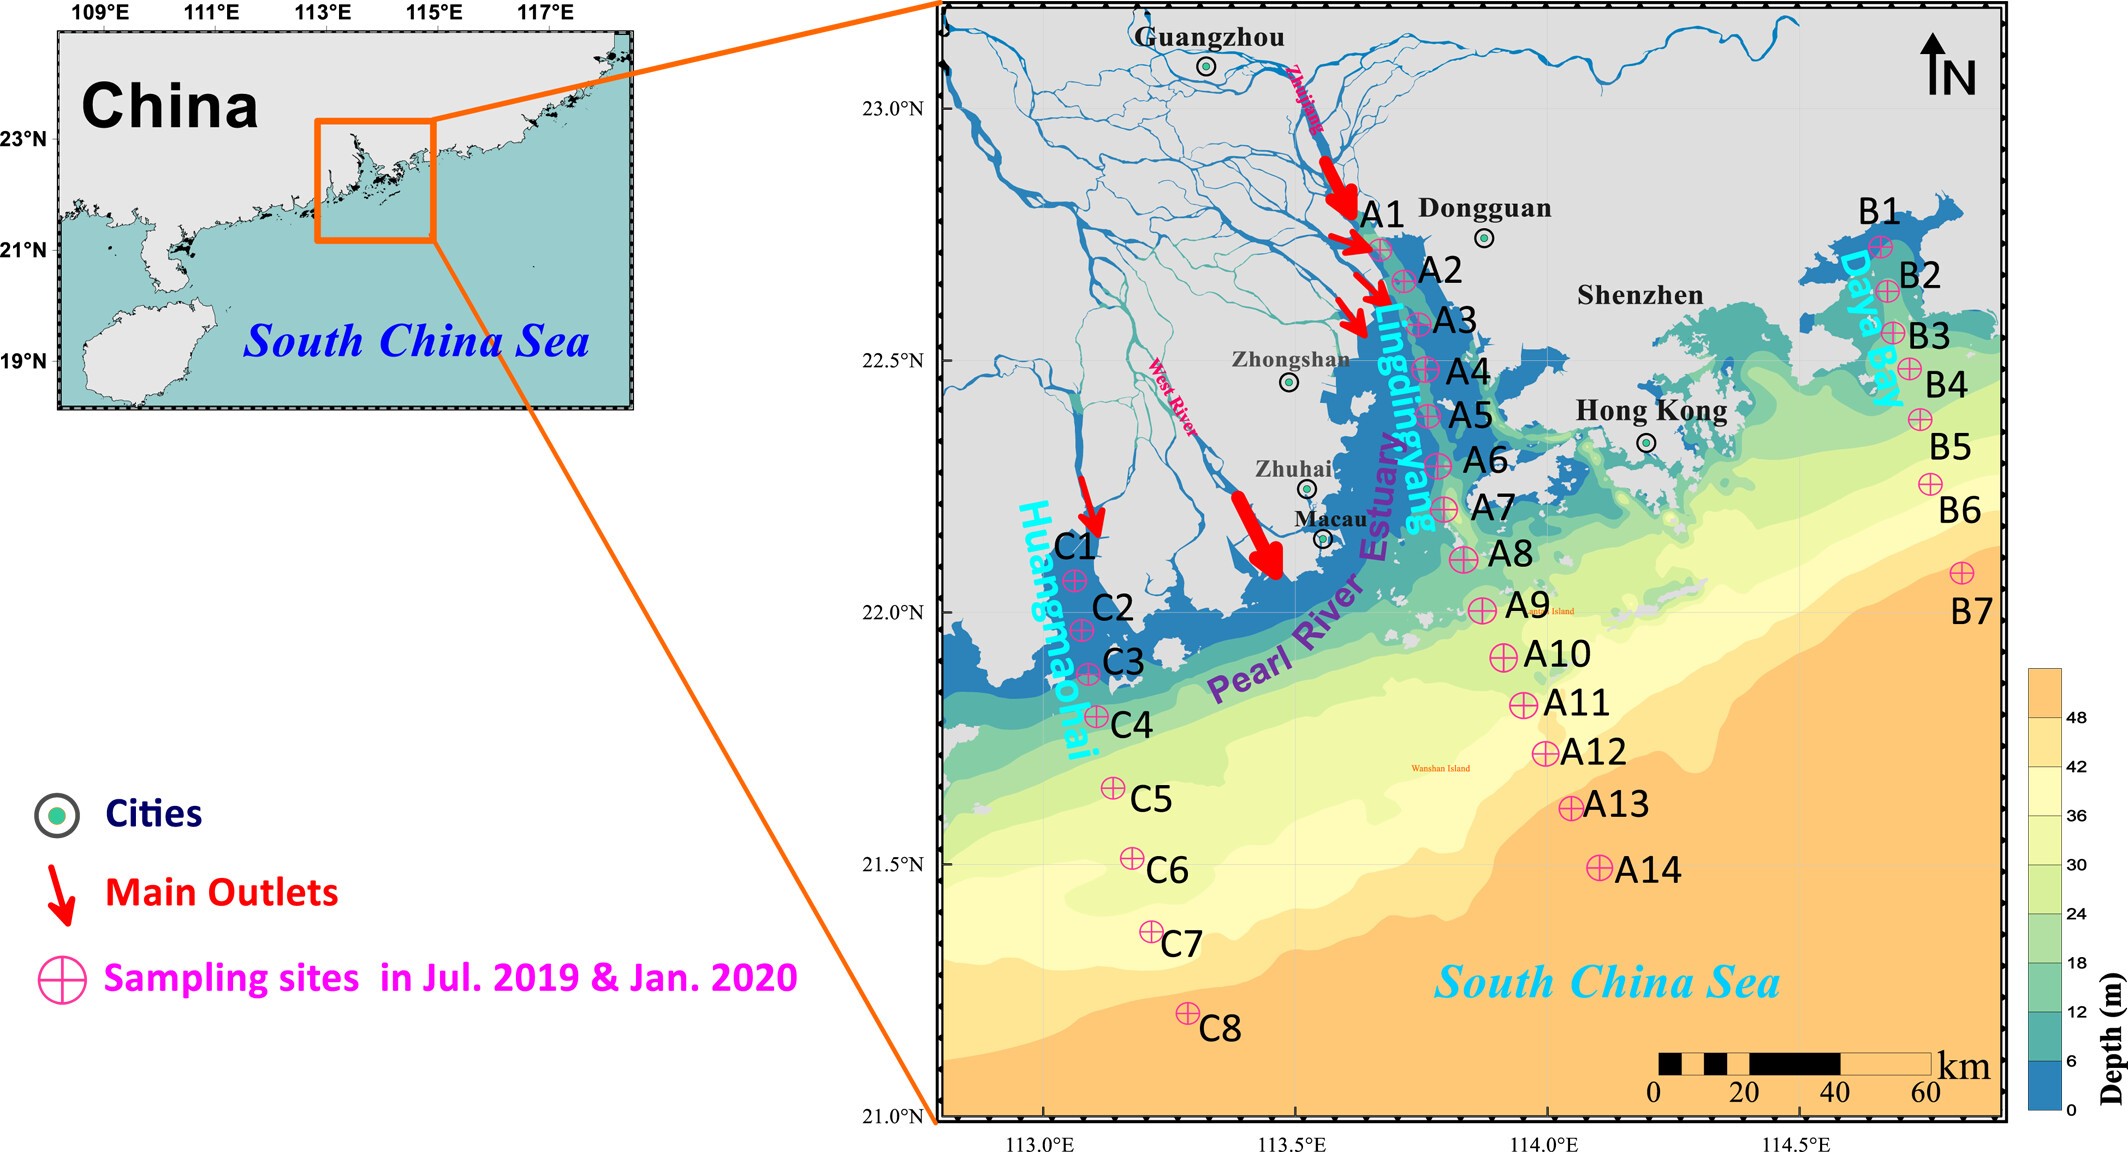 109°E 111°E 113°E 115°E 117°E
China
23°N
21°N
19°N
South China Sea
Cities
Main Outlets
Sampling sites in Jul. 2019 & Jan. 2020
N
Guangzhou
Zhujiang
23.0°N
A1
Dongguan
B1
A2
B2
Shenzhen
Daya Bay
A3
B3
22.5°N
Zhongshan
Lingdingyang
A4
B4
West River
Hong Kong
A5
B5
Zhuhai
A6
A7
B6
Macau
Huangmaohai
C1
A8
Pearl River Estuary
22.0°N
C2
A9
B7
C3
A10
A11
C4
A12
Wanshan Island
C5
A13
21.5°N
C6
A14
C7
South China Sea
C8
km
0 20 40 60
21.0°N
113.0°E 113.5°E 114.0°E 114.5°E
48
42
36
30
24
18
12
6
0
Depth (m)